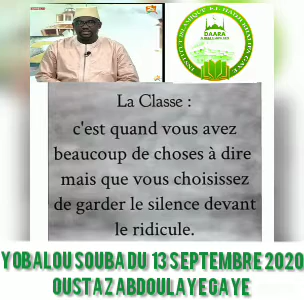 DAARA
La Classe :
c'est quand vous avez
beaucoup de choses à dire
mais que vous choisissez
de garder le silence devant
le ridicule.
YOBALOU SOUBA DU 13 SEPTEMBRE 2020
OUSTAZ ABDOULAYE GAYE